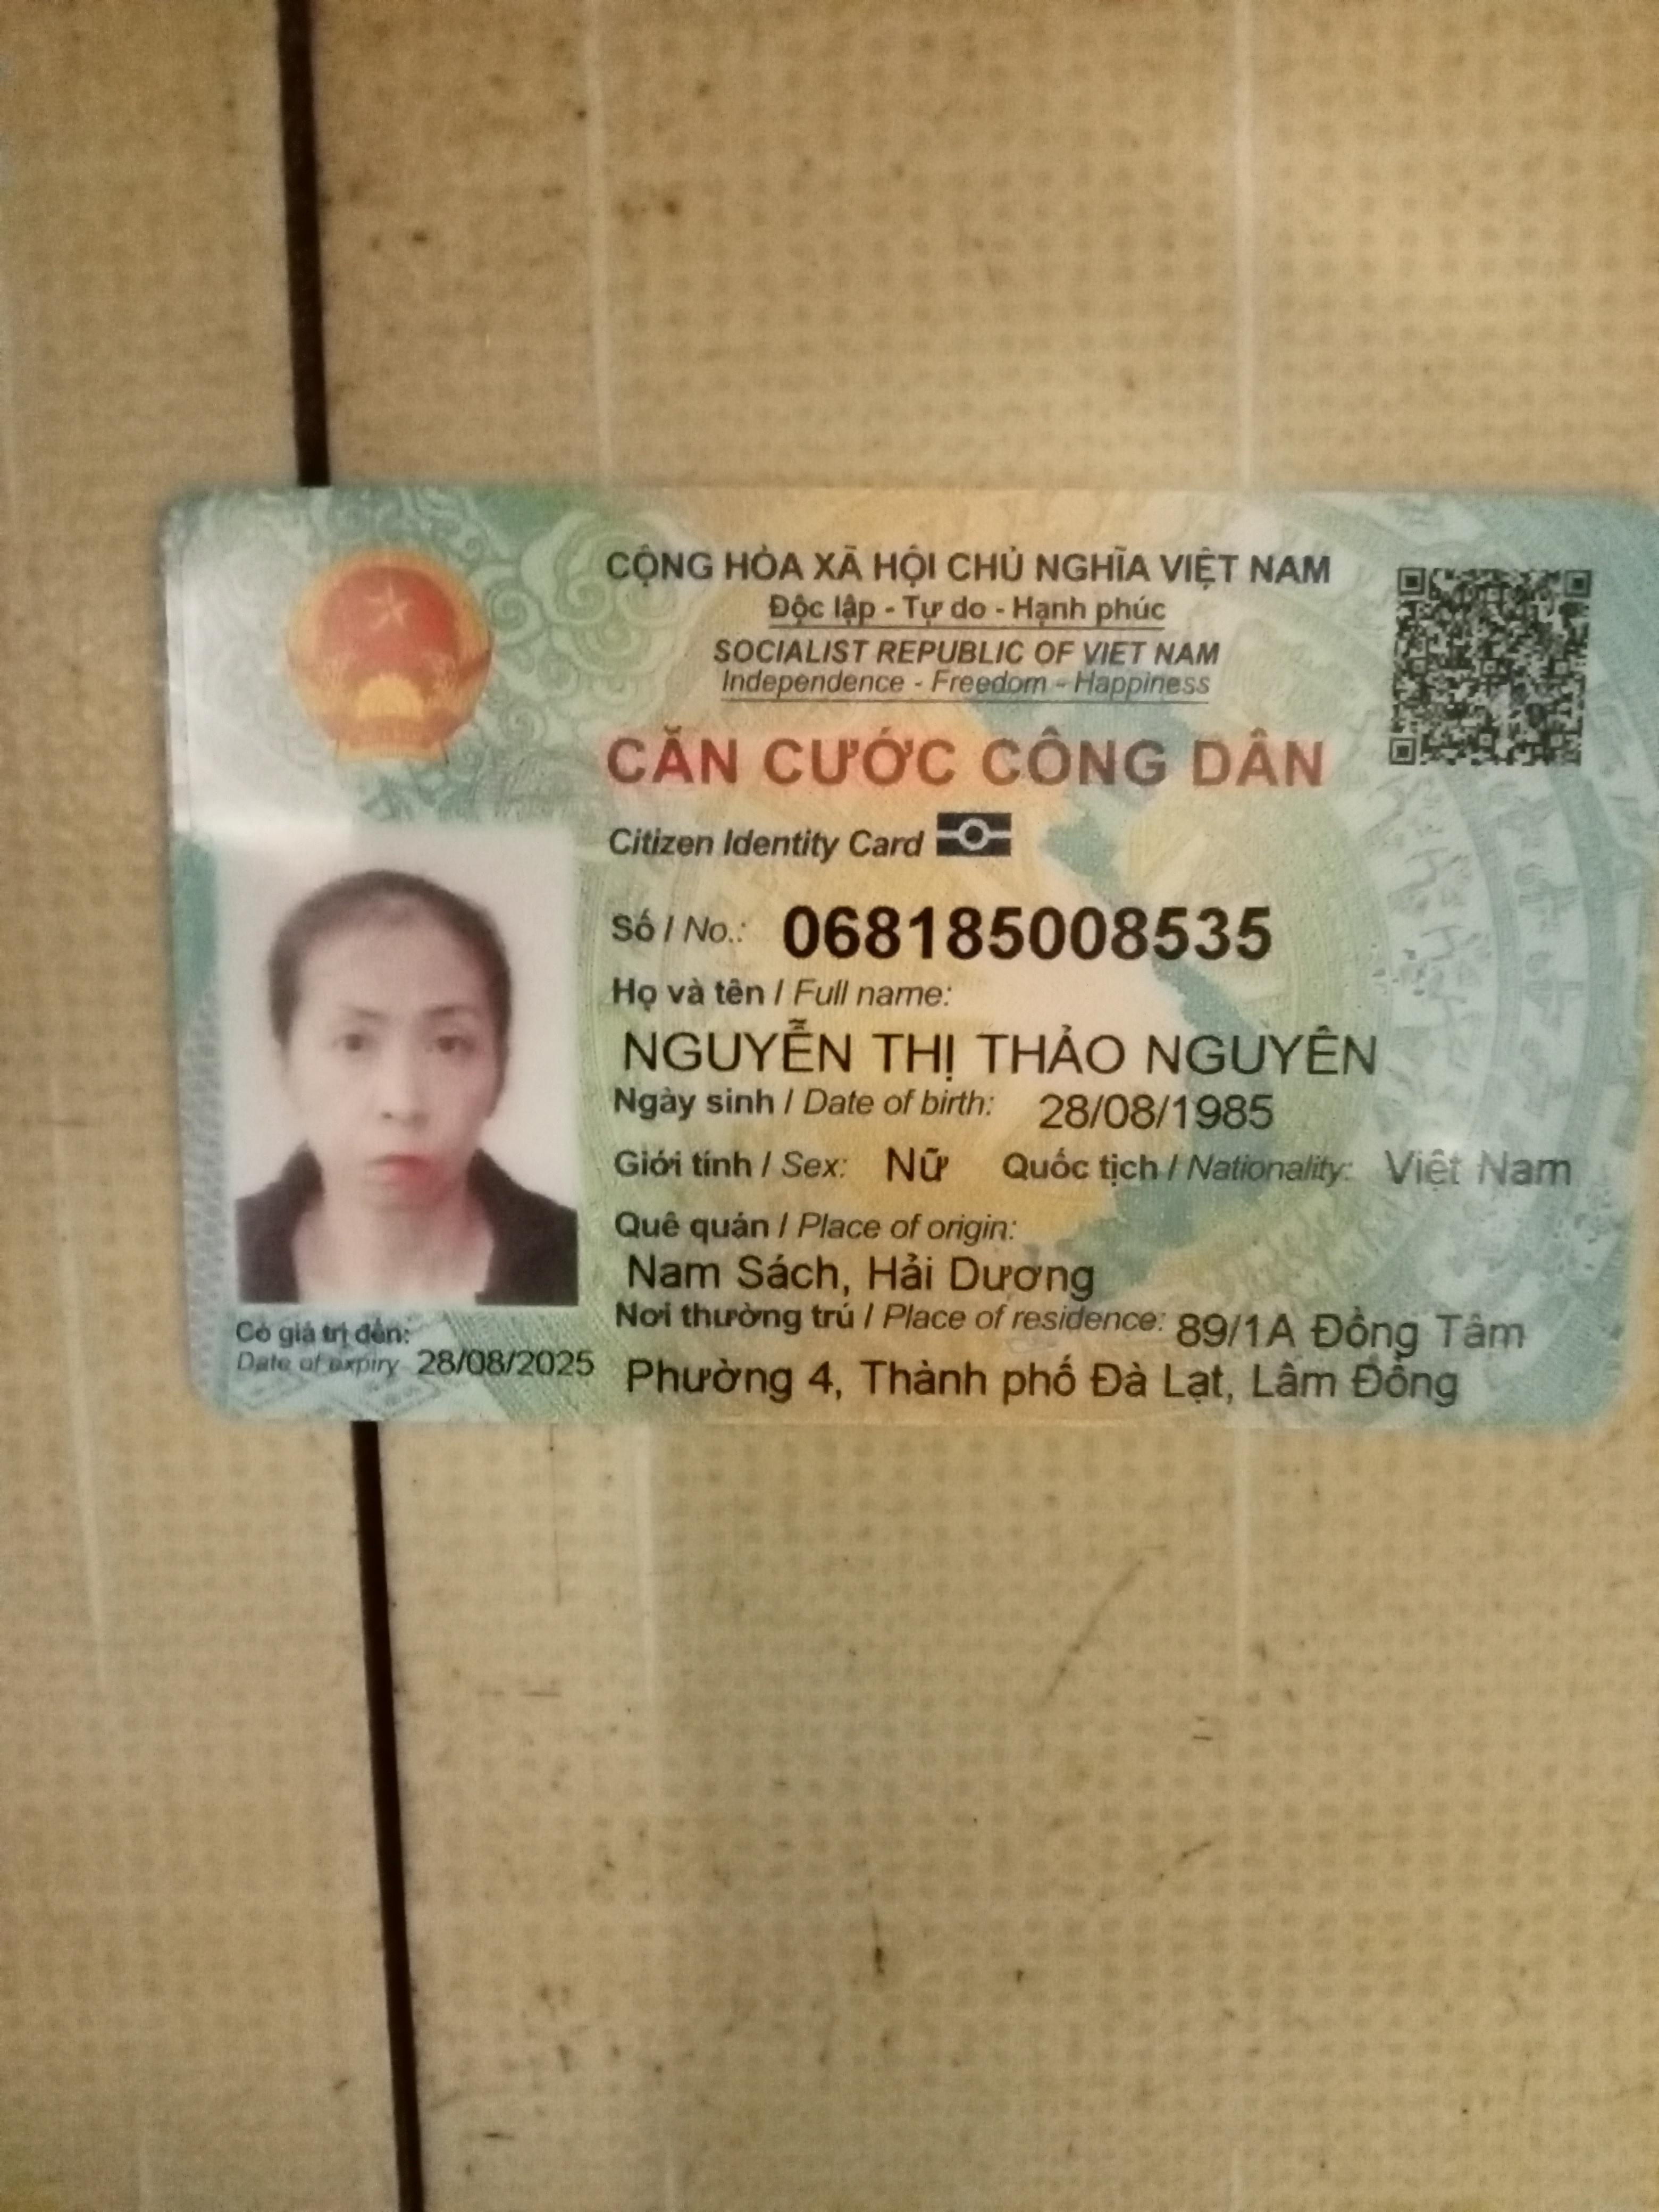 CỘNG HÒA XÃ HỘI CHỦ NGHĨA VIỆT NAM
Độc lập - Tự do - Hạnh phúc
SOCIALIST REPUBLIC OF VIET NAM
Independence - Freedom - Happiness
CĂN CƯỚC CÔNG DÂN
Citizen Identity Card
Số / No.: 068185008535
Họ và tên / Full name:
NGUYỄN THỊ THẢO NGUYÊN
Ngày sinh / Date of birth: 28/08/1985
Giới tính / Sex: Nữ Quốc tịch / Nationality: Việt Nam
Quê quán / Place of origin:
Nam Sách, Hải Dương
Nơi thường trú / Place of residence: 89/1A Đồng Tâm
Phường 4, Thành phố Đà Lạt, Lâm Đồng
Có giá trị đến:
Date of expiry 28/08/2025